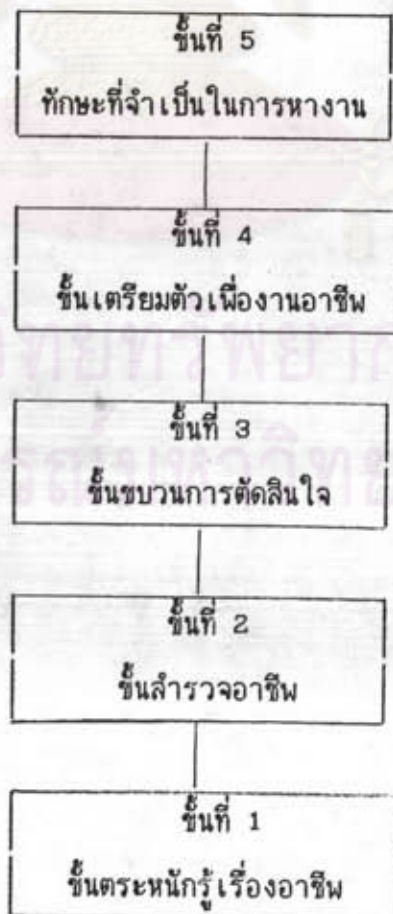 ขั้นที่ 5
ทักษะที่จำเป็นในการหางาน
ขั้นที่ 4
ขั้นเตรียมตัวเพื่องานอาชีพ
ขั้นที่ 3
ขั้นขบวนการตัดสินใจ
ขั้นที่ 2
ขั้นสำรวจอาชีพ
ขั้นที่ 1
ขั้นตระหนักรู้เรื่องอาชีพ